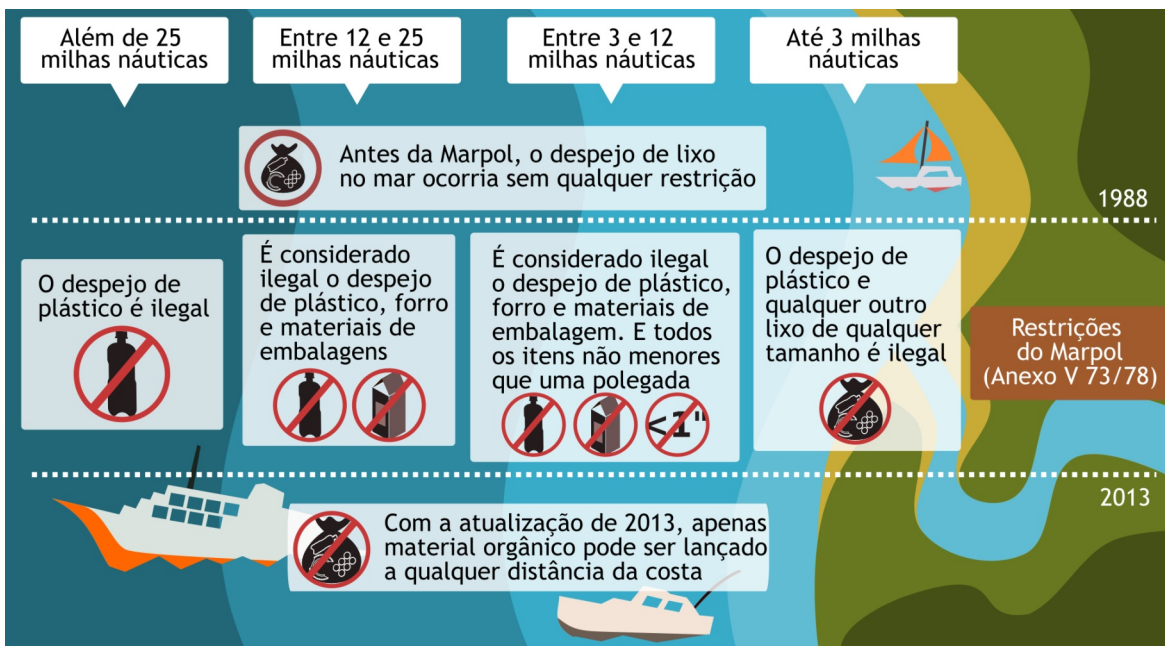 Além de 25
milhas náuticas
Entre 12 e 25
milhas náuticas
Entre 3 e 12
milhas náuticas
Até 3 milhas
náuticas
Antes da Marpol, o despejo de lixo
no mar ocorria sem qualquer restrição
1988
O despejo de
plástico é ilegal
É considerado
ilegal o despejo
de plástico, forro
e materiais de
embalagens
É considerado ilegal
o despejo de plástico,
forro e materiais de
embalagem. E todos
os itens não menores
que uma polegada
<1"
O despejo de
plástico e
qualquer outro
lixo de qualquer
tamanho é ilegal
Restrições
do Marpol
(Anexo V 73/78)
2013
Com a atualização de 2013, apenas
material orgânico pode ser lançado
a qualquer distância da costa